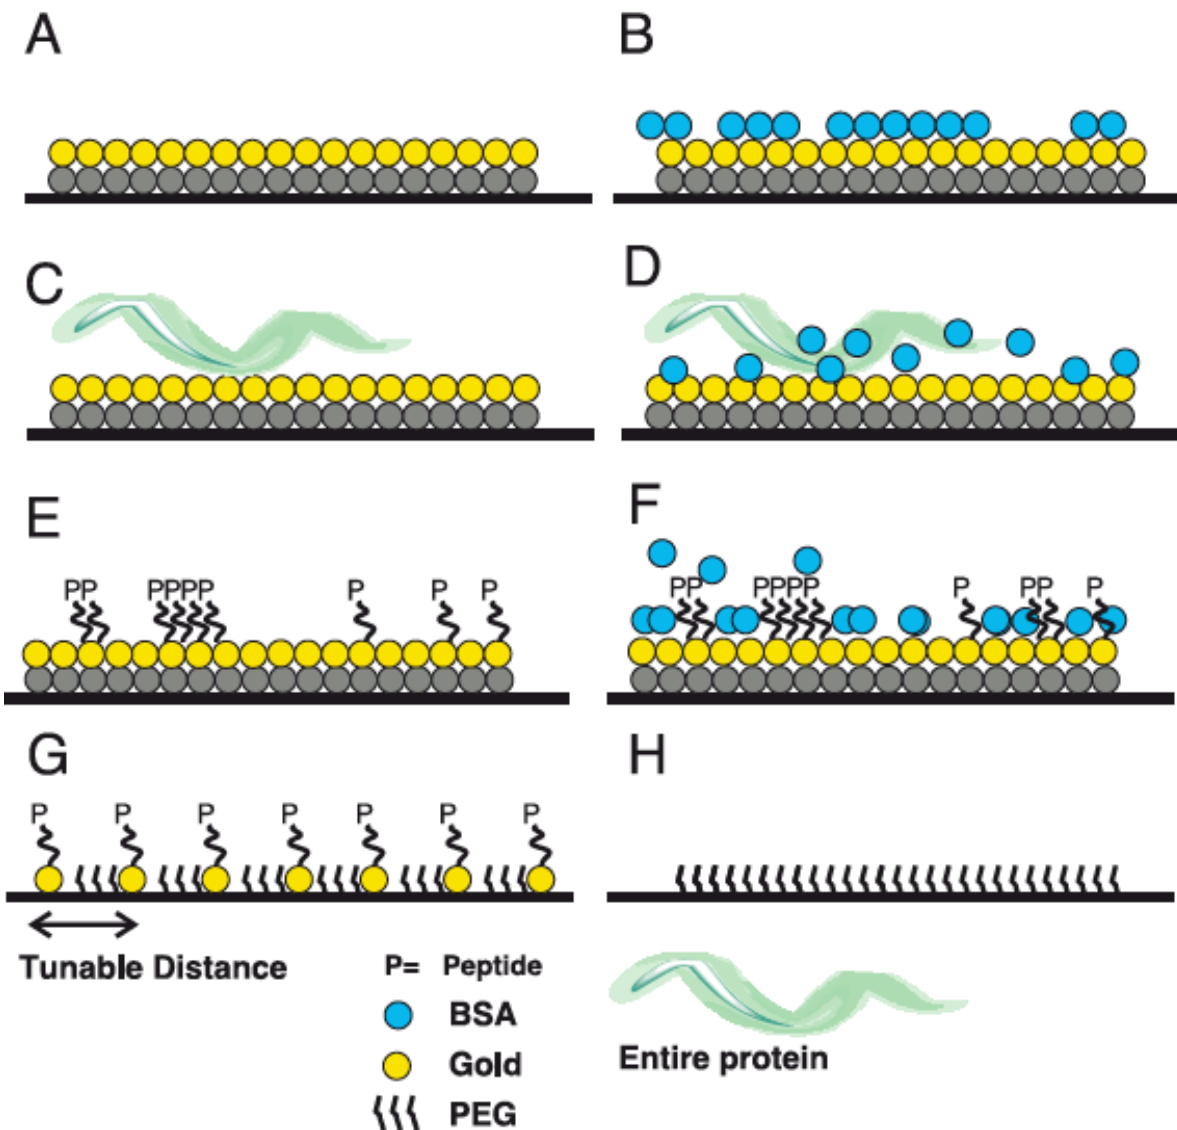 A
B
C
D
E
F
PP
PPPP
P
P
P
PP
PPPP
P
PP
P
G
H
P
P
P
P
P
P
P
Tunable Distance
P= Peptide
BSA
Gold
PEG
Entire protein